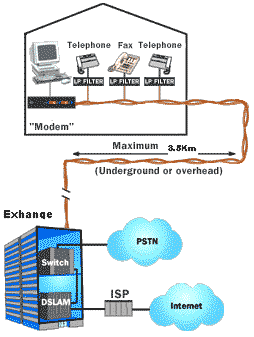 Telephone Fax Telephone
LP FILTER LP FILTER LP FILTER
"Modem"
Maximum 3.5Km
(Underground or overhead)
Exhange
PSTN
Switch
ISP
DSLAM
Internet